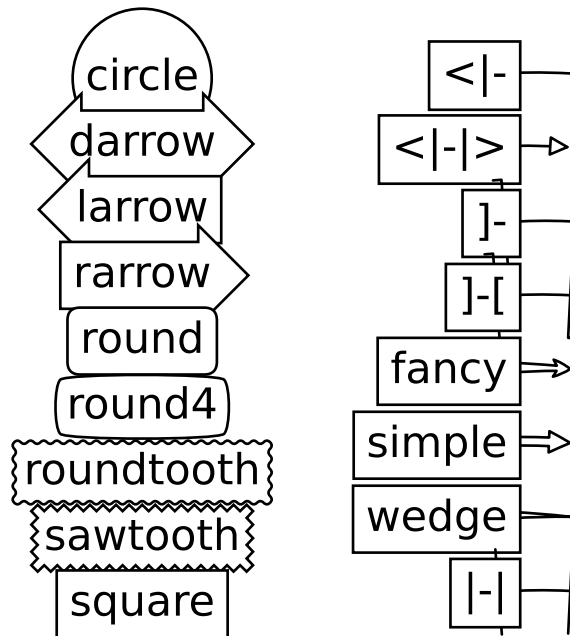 circle
darrow
larrow
rarrow
round
round4
roundtooth
sawtooth
square
<|-
<|-|>
]-
]-[
fancy
simple
wedge
|-|